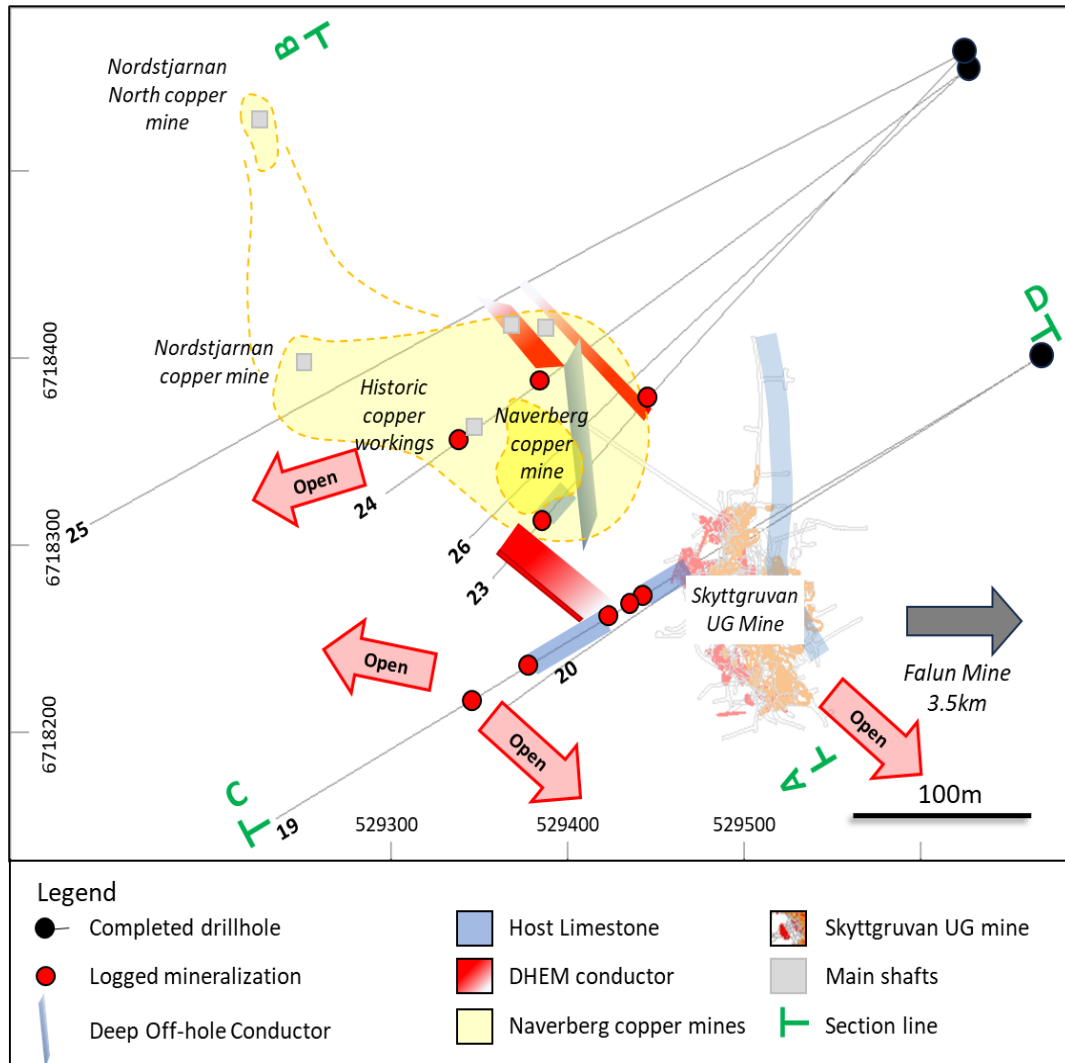 B
Nordstjarnan
North copper
mine
D
6718400
Nordstjarnan
copper mine
Historic
copper
workings
Naverberg
copper
mine
Open
24
25
26
6718300
23
Skyttgruvan
UG Mine
Open
20
Falun Mine
3.5km
6718200
Open
Open
A
C
19
529300
529400
529500
100m
Legend
Completed drillhole
Host Limestone
Skyttgruvan UG mine
Logged mineralization
DHEM conductor
Main shafts
Deep Off-hole Conductor
Naverberg copper mines
Section line